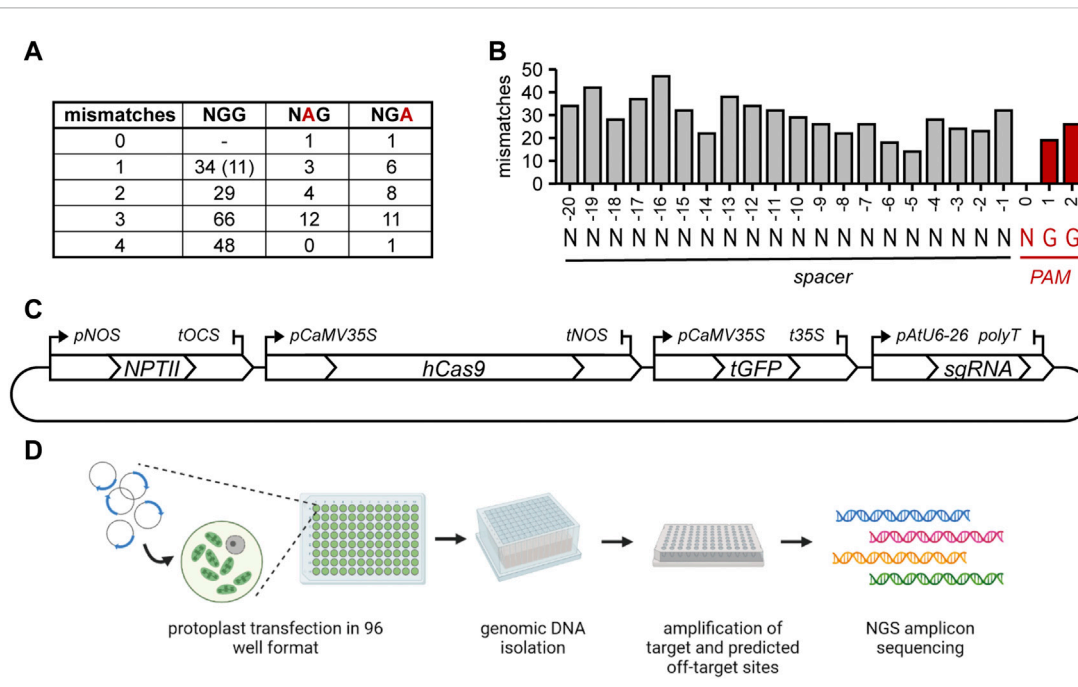 A
mismatches NGG NAG NGA
0 - 1 1
1 34 (11) 3 6
2 29 4 8
3 66 12 11
4 48 0 1
B
mismatches
50
40
30
20
10
0
-20 -19 -18 -17 -16 -15 -14 -13 -12 -11 -10 -9 -8 -7 -6 -5 -4 -3 -2 -1 0 1 2
N N N N N N N N N N N N N N N N N N N N N G G
spacer PAM
C
pNOS tOCS pCaMV35S tNOS pCaMV35S t35S pAtU6-26 polyT
NPTII hCas9 tGFP sgRNA
D
protoplast transfection in 96
well format
genomic DNA
isolation
amplification of
target and predicted
off-target sites
NGS amplicon
sequencing